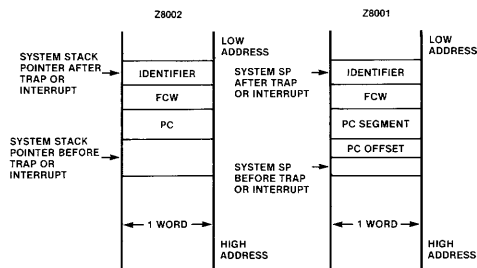 Z8002
Z8001
LOW
ADDRESS
SYSTEM STACK
POINTER AFTER
TRAP OR
INTERRUPT
IDENTIFIER
FCW
PC
SYSTEM STACK
POINTER BEFORE
TRAP OR
INTERRUPT
1 WORD
HIGH
ADDRESS
LOW
ADDRESS
SYSTEM SP
AFTER TRAP
OR INTERRUPT
IDENTIFIER
FCW
PC SEGMENT
PC OFFSET
SYSTEM SP
BEFORE TRAP
OR INTERRUPT
1 WORD
HIGH
ADDRESS